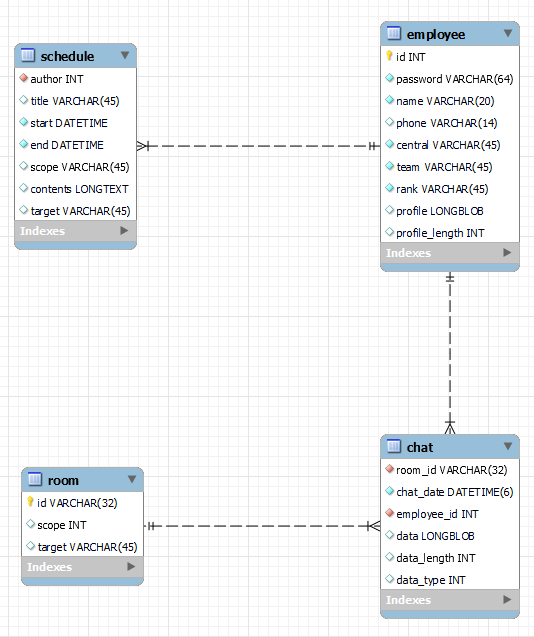 schedule
author INT
title VARCHAR(45)
start DATETIME
end DATETIME
scope VARCHAR(45)
contents LONGTEXT
target VARCHAR(45)
Indexes
employee
id INT
password VARCHAR(64)
name VARCHAR(20)
phone VARCHAR(14)
central VARCHAR(45)
team VARCHAR(45)
rank VARCHAR(45)
profile LONGBLOB
profile_length INT
Indexes
room
id VARCHAR(32)
scope INT
target VARCHAR(45)
Indexes
chat
room_id VARCHAR(32)
chat_date DATETIME(6)
employee_id INT
data LONGBLOB
data_length INT
data_type INT
Indexes